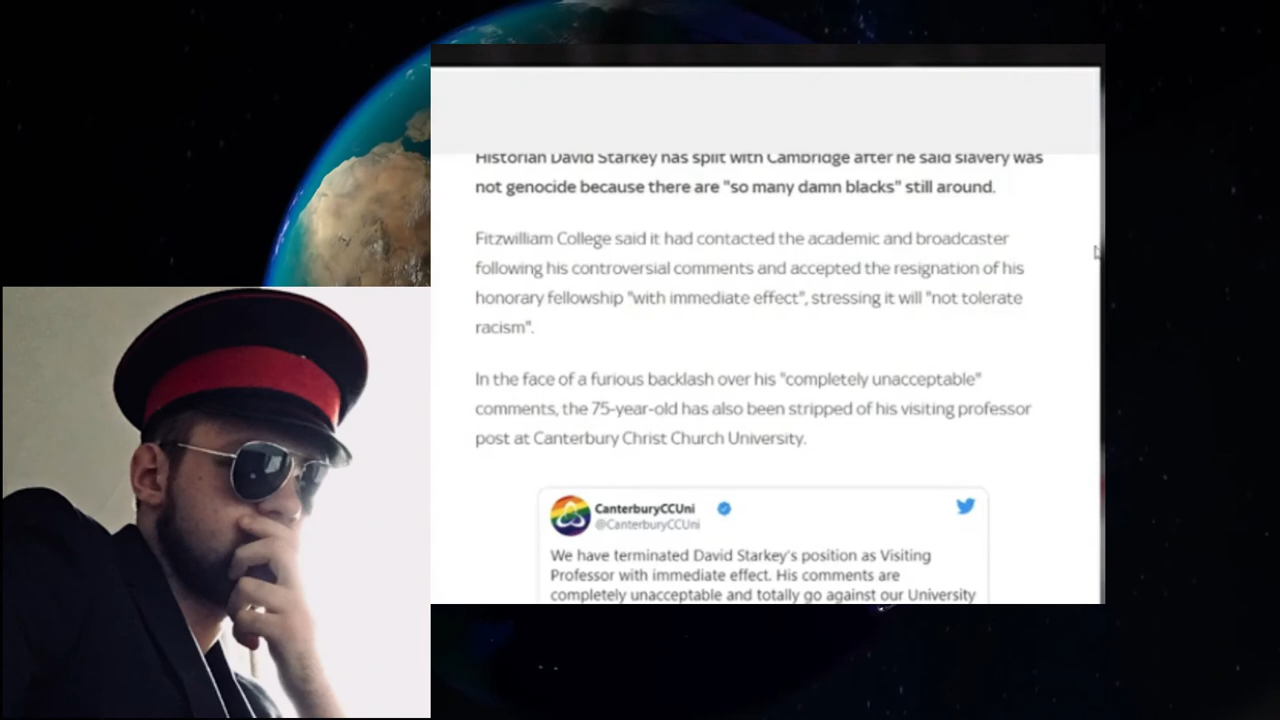 Historian David Starkey has split with Cambridge after he said slavery was
not genocide because there are "so many damn blacks" still around.
Fitzwilliam College said it had contacted the academic and broadcaster
following his controversial comments and accepted the resignation of his
honorary fellowship "with immediate effect", stressing it will "not tolerate
racism".
In the face of a furious backlash over his "completely unacceptable"
comments, the 75-year-old has also been stripped of his visiting professor
post at Canterbury Christ Church University.
CanterburyCCUni
@CanterburyCCUni
We have terminated David Starkey's position as Visiting
Professor with immediate effect. His comments are
completely unacceptable and totally go against our University